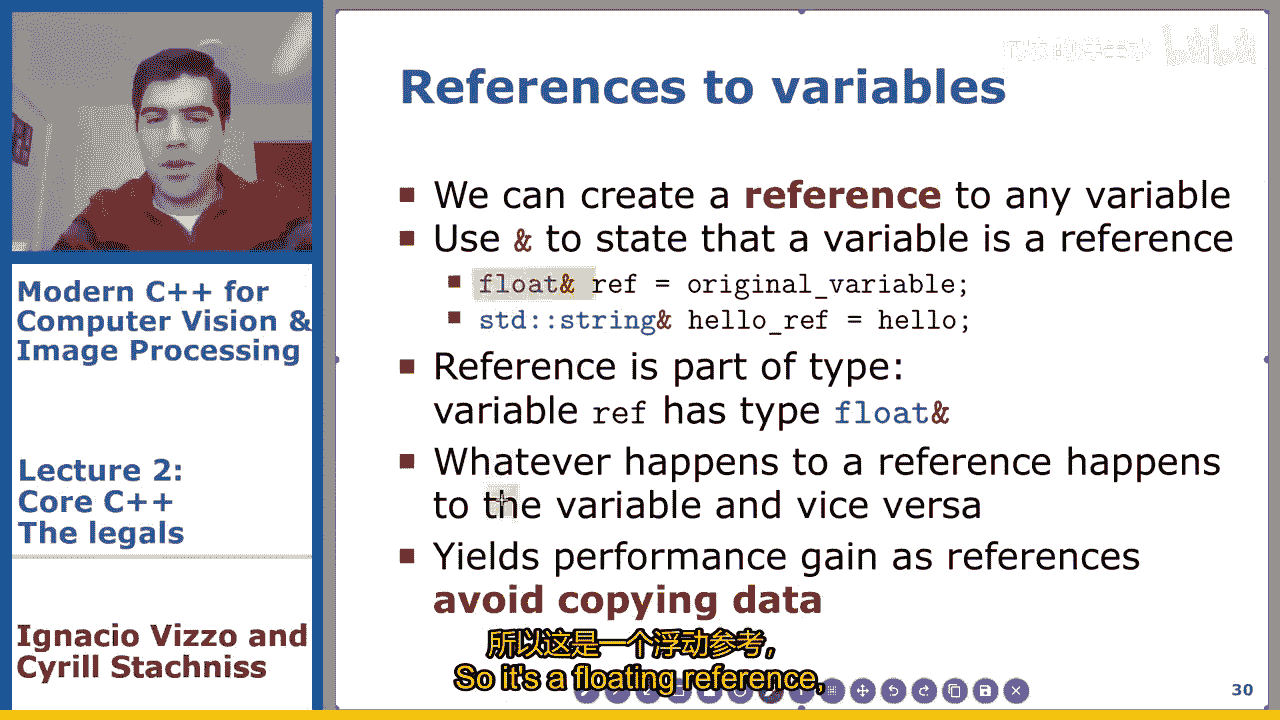 References to variables
We can create a reference to any variable
Use & to state that a variable is a reference
float& ref = original_variable;
std::string& hello_ref = hello;
Reference is part of type:
variable ref has type float&
Whatever happens to a reference happens
to the variable and vice versa
Yields performance gain as references
avoid copying data
Modern C++ for
Computer Vision &
Image Processing
Lecture 2:
Core C++
The legals
Ignacio Vizzo and
Cyrill Stachniss
所以这是一个浮动参考,
So it's a floating reference,
30